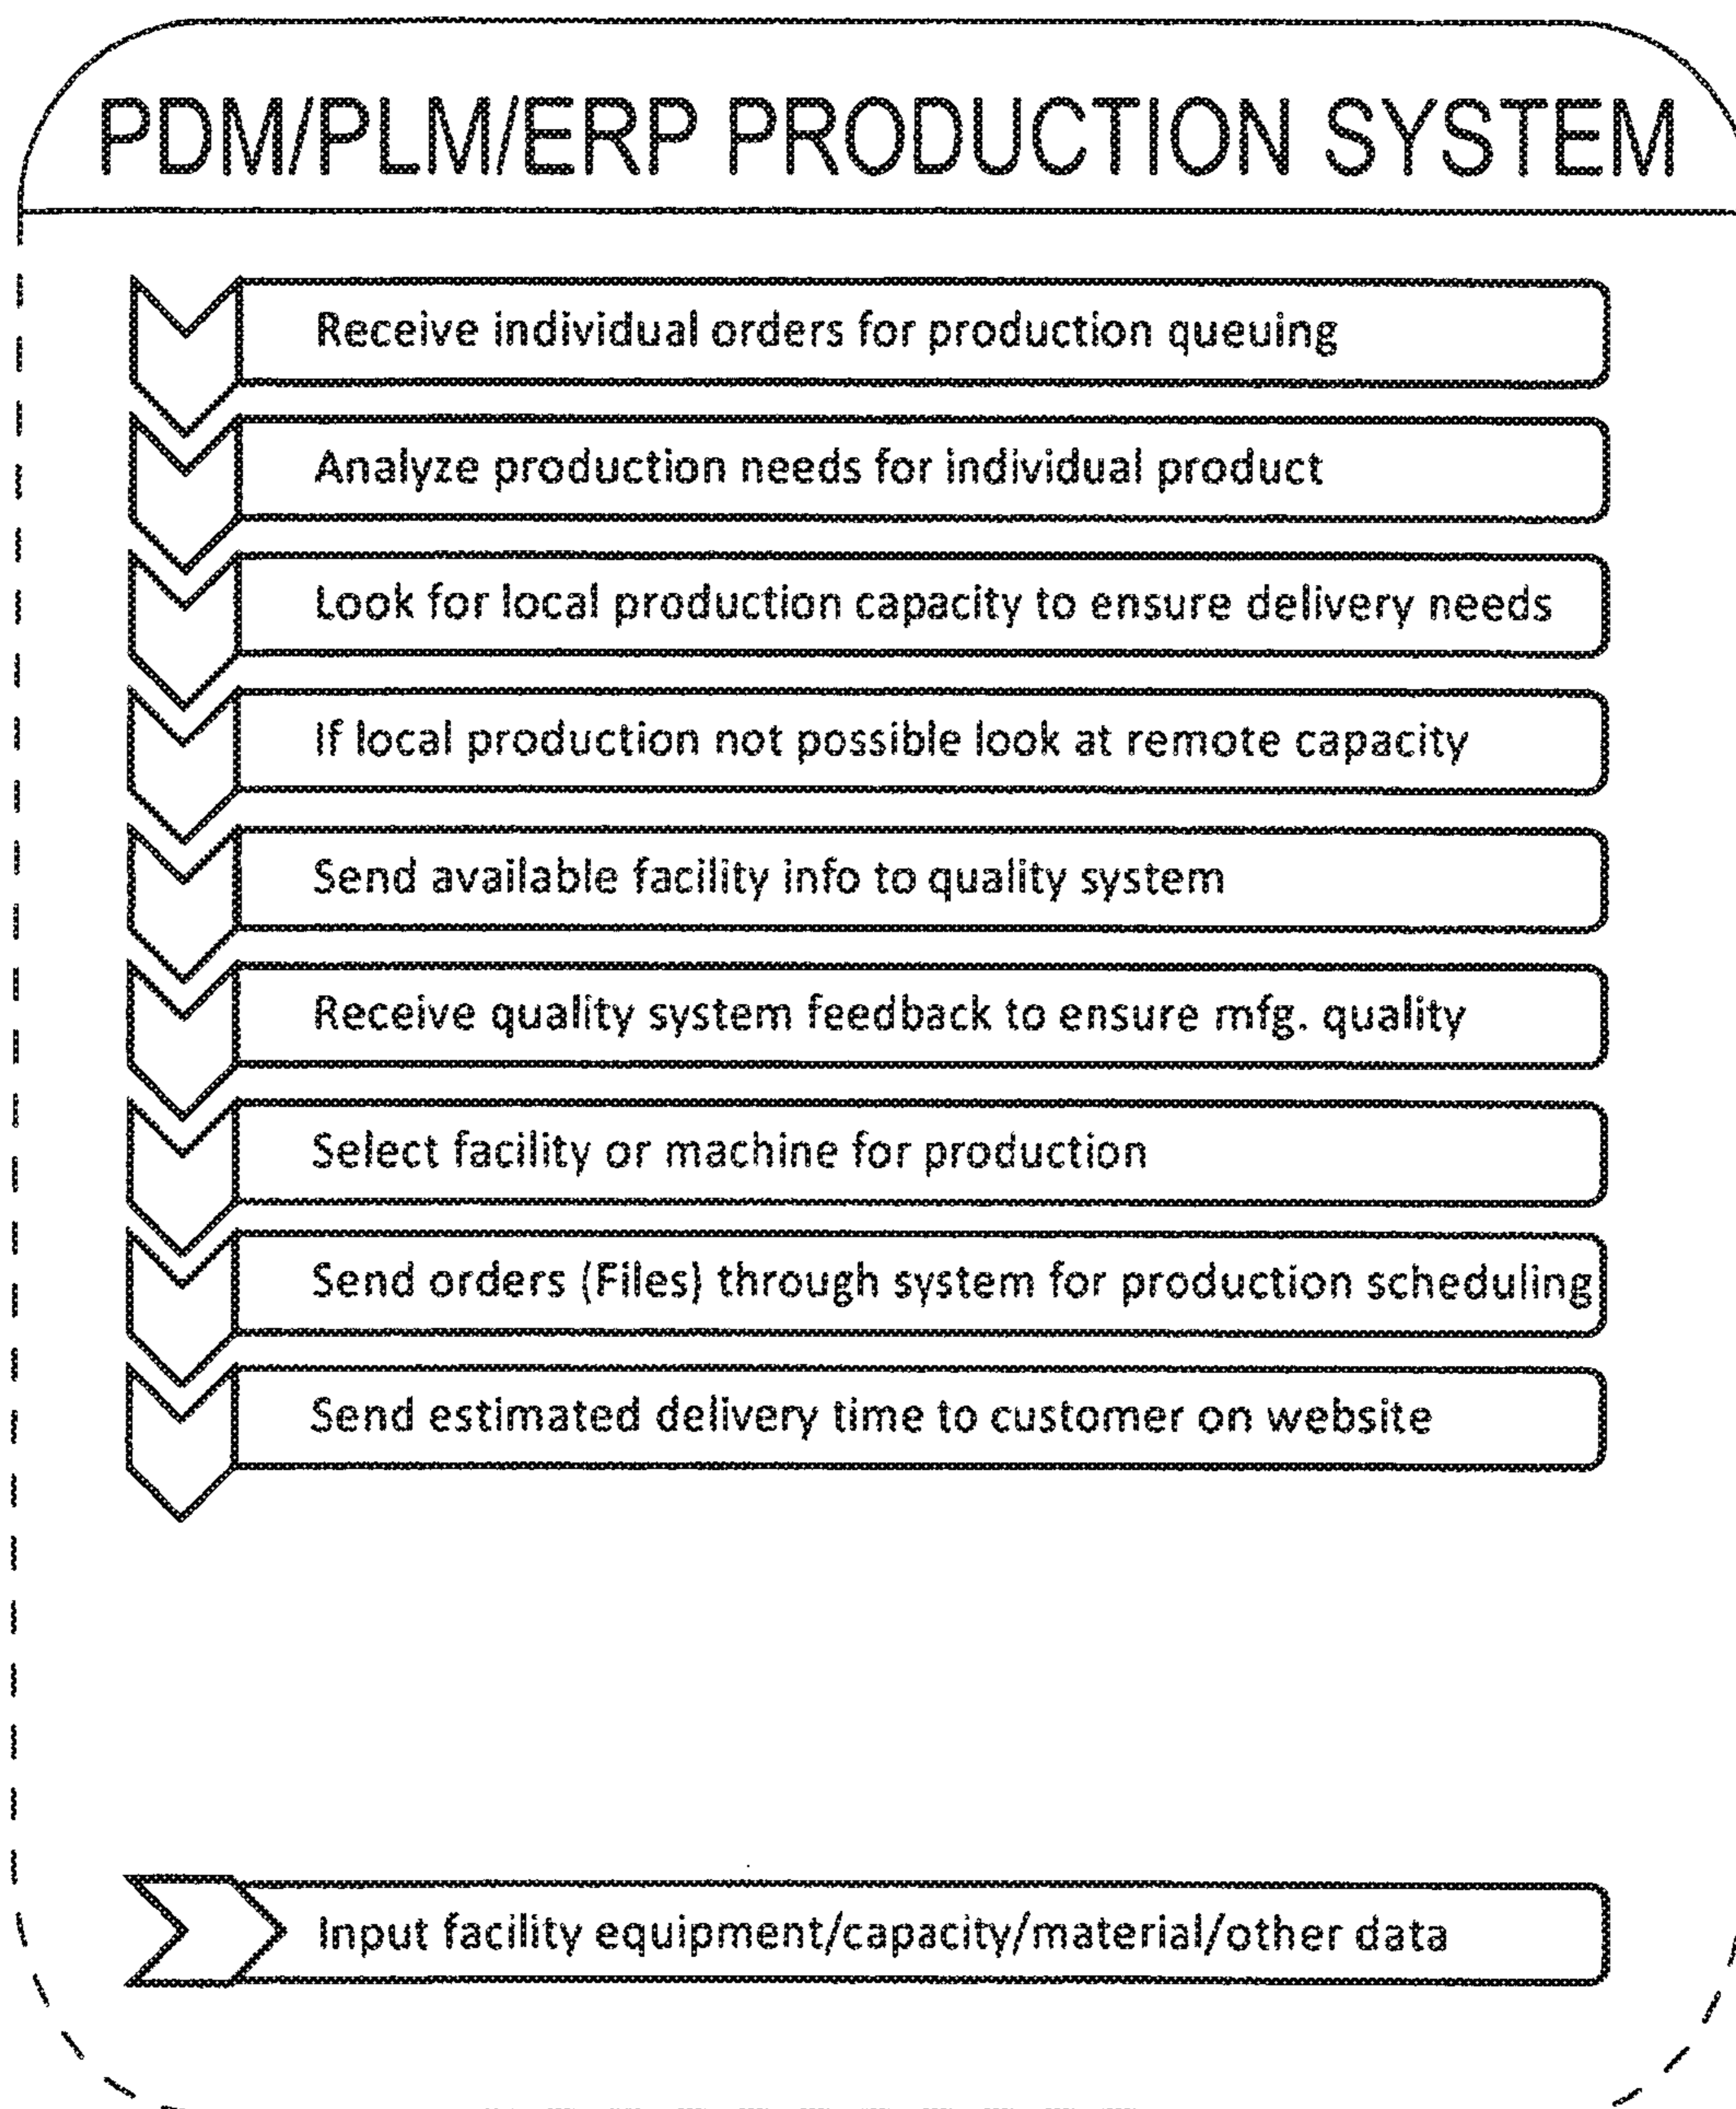 PDM/PLM/ERP PRODUCTION SYSTEM
Receive individual orders for production queuing
Analyze production needs for individual product
Look for local production capacity to ensure delivery needs
If local production not possible look at remote capacity
Send available facility info to quality system
Receive quality system feedback to ensure mfg. quality
Select facility or machine for production
Send orders (Files) through system for production scheduling
Send estimated delivery time to customer on website
Input facility equipment/capacity/material/other data